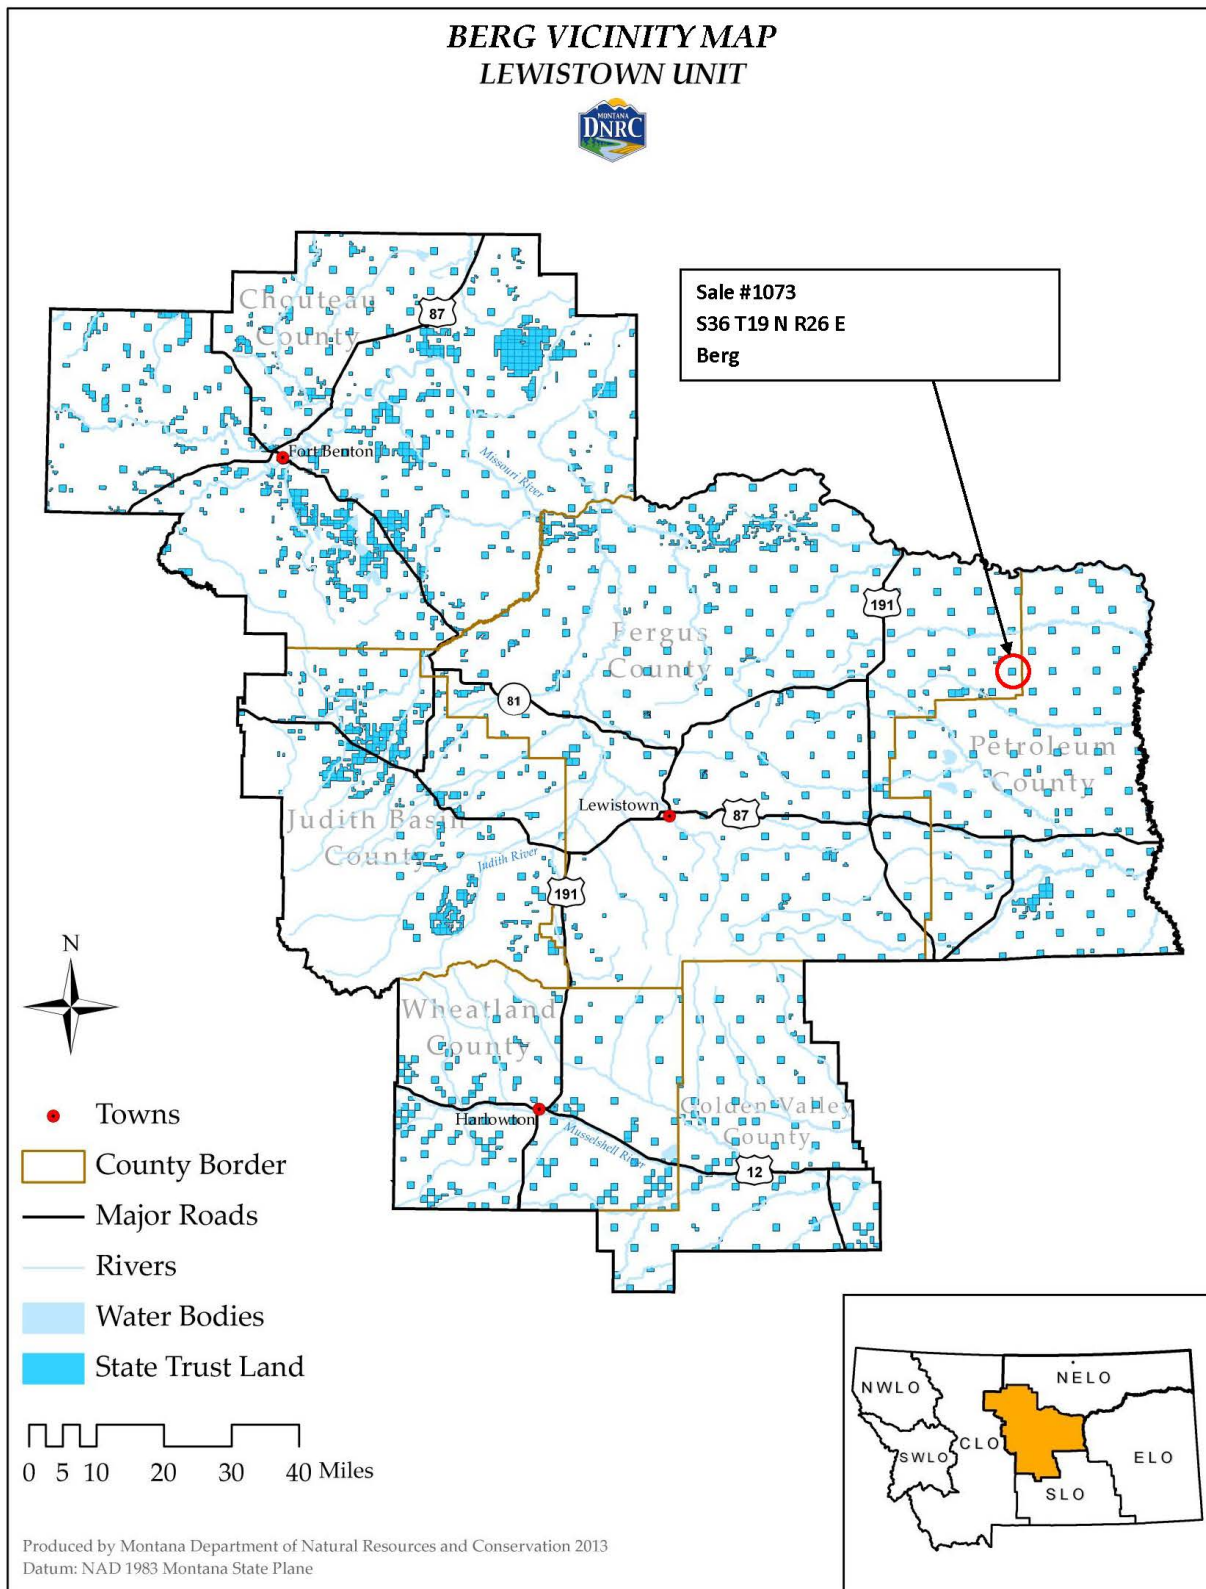 BERG VICINITY MAP
LEWISTOWN UNIT
MONTANA
DNRC
Sale #1073
S36 T19 N R26 E
Berg
Chouteau
County
87
Fort Benton
Missouri River
191
Fergus
County
81
Petroleum
County
Lewistown
87
Judith Basin
County
Judith River
191
Wheatland
County
Harlowton
Musselshell River
Golden Valley
County
12
N
Towns
County Border
Major Roads
Rivers
Water Bodies
State Trust Land
0 5 10 20 30 40 Miles
NWLO
NELO
SWLO
CLO
ELO
SLO
Produced by Montana Department of Natural Resources and Conservation 2013
Datum: NAD 1983 Montana State Plane